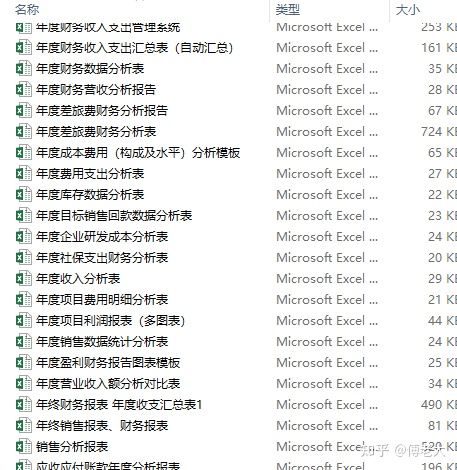 名称 类型 大小
年度财务收入支出管理系统 Microsoft Excel ... 253 KB
年度财务收入支出汇总表（自动汇总） Microsoft Excel ... 161 KB
年度财务数据分析表 Microsoft Excel ... 35 KB
年度财务营收分析报告 Microsoft Excel ... 28 KB
年度差旅费财务分析报告 Microsoft Excel ... 67 KB
年度差旅费财务分析表 Microsoft Excel ... 724 KB
年度成本费用（构成及水平）分析模板 Microsoft Excel ... 65 KB
年度费用支出分析表 Microsoft Excel ... 27 KB
年度库存数据分析表 Microsoft Excel ... 22 KB
年度目标销售回款数据分析表 Microsoft Excel ... 23 KB
年度企业研发成本分析表 Microsoft Excel ... 24 KB
年度社保支出财务分析表 Microsoft Excel ... 20 KB
年度收入分析表 Microsoft Excel ... 29 KB
年度项目费用明细分析表 Microsoft Excel ... 21 KB
年度项目利润报表（多图表） Microsoft Excel ... 44 KB
年度销售数据统计分析表 Microsoft Excel ... 24 KB
年度盈利财务报告图表模板 Microsoft Excel ... 25 KB
年度营业收入额分析对比表 Microsoft Excel ... 34 KB
年终财务报表 年度收支汇总表1 Microsoft Excel ... 490 KB
年终销售报表、财务报表 Microsoft Excel ... 81 KB
销售分析报表 Microsoft Excel ... 520 KB
应收应付账款年度分析报表 Microsoft Excel ... 196 KB
知乎